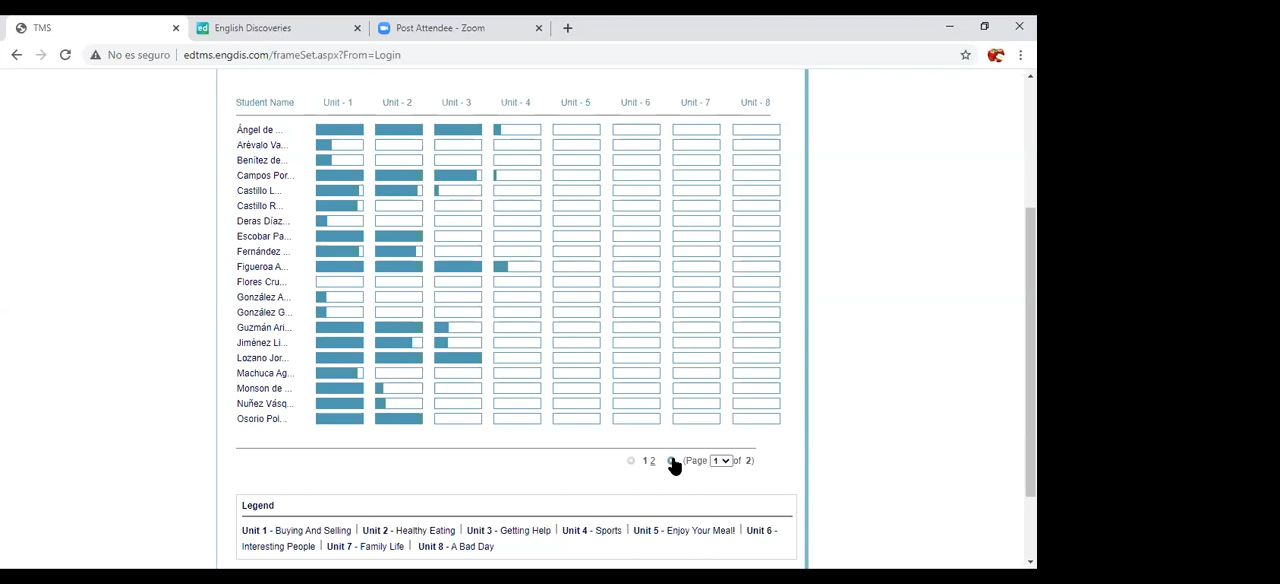 TMS
English Discoveries
Post Attendee - Zoom
No es seguro
edtms.engdis.com/frameSet.aspx?From=Login
Student Name Unit - 1 Unit - 2 Unit - 3 Unit - 4 Unit - 5 Unit - 6 Unit - 7 Unit - 8
Ángel de ...
Arévalo Va...
Benítez de...
Campos Por...
Castillo L...
Castillo R...
Deras Díaz...
Escobar Pa...
Fernández ...
Figueroa A...
Flores Cru...
González A...
González G...
Guzmán Ari...
Jiménez Li...
Lozano Jor...
Machuca Ag...
Monson de ...
Nuñez Vásq...
Osorio Pol...
1 2 (Page 1 of 2)
Legend
Unit 1 - Buying And Selling | Unit 2 - Healthy Eating | Unit 3 - Getting Help | Unit 4 - Sports | Unit 5 - Enjoy Your Meal! | Unit 6 -
Interesting People | Unit 7 - Family Life | Unit 8 - A Bad Day